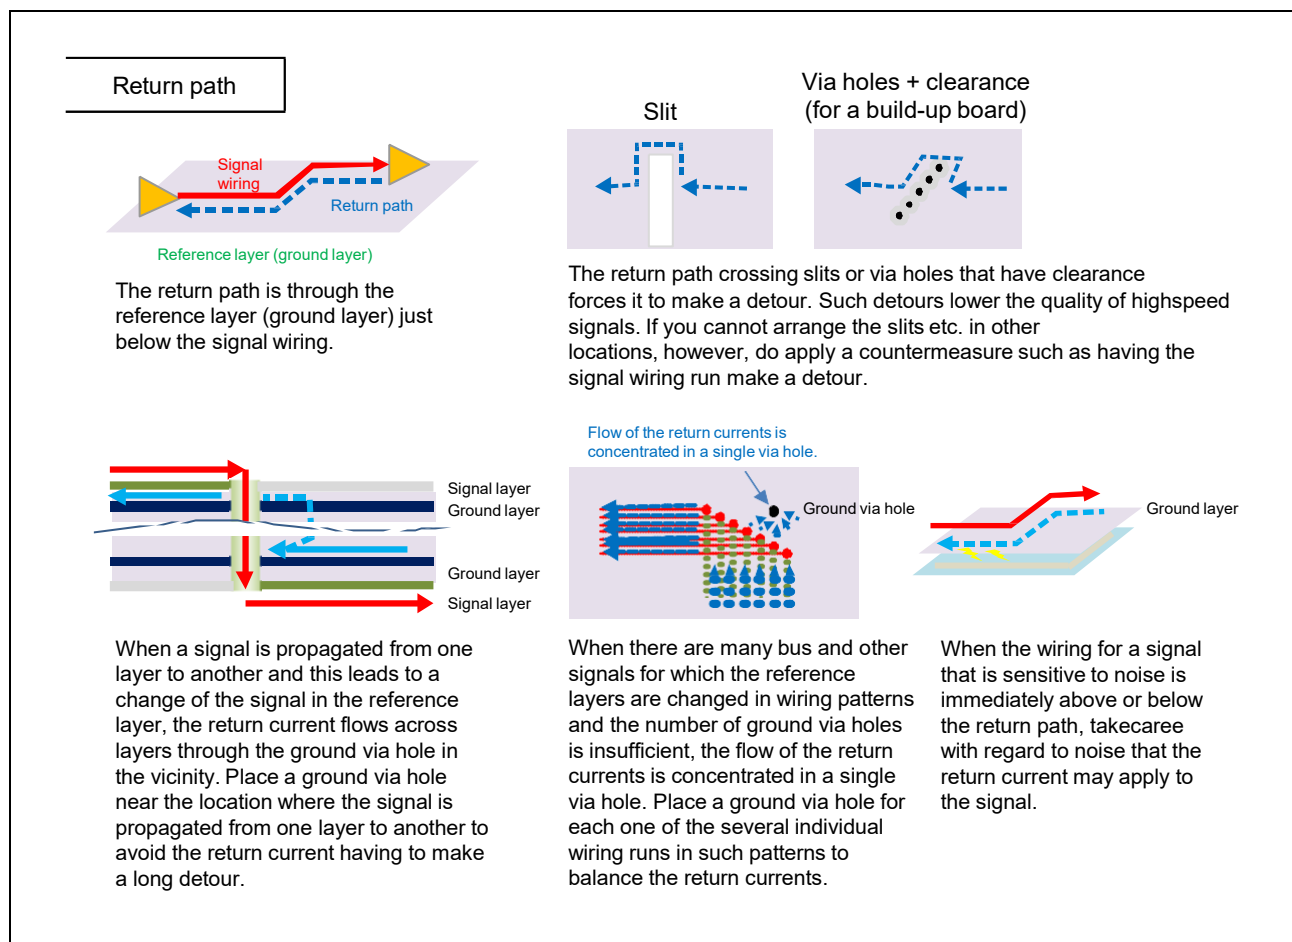 Return path
Signal
wiring
Return path
Reference layer (ground layer)
The return path is through the
reference layer (ground layer) just
below the signal wiring.
Slit
Via holes + clearance
(for a build-up board)
The return path crossing slits or via holes that have clearance
forces it to make a detour. Such detours lower the quality of highspeed
signals. If you cannot arrange the slits etc. in other
locations, however, do apply a countermeasure such as having the
signal wiring run make a detour.
Signal layer
Ground layer
Ground layer
Signal layer
When a signal is propagated from one
layer to another and this leads to a
change of the signal in the reference
layer, the return current flows across
layers through the ground via hole in
the vicinity. Place a ground via hole
near the location where the signal is
propagated from one layer to another to
avoid the return current having to make
a long detour.
Flow of the return currents is
concentrated in a single via hole.
Ground via hole
When there are many bus and other
signals for which the reference
layers are changed in wiring patterns
and the number of ground via holes
is insufficient, the flow of the return
currents is concentrated in a single
via hole. Place a ground via hole for
each one of the several individual
wiring runs in such patterns to
balance the return currents.
Ground layer
When the wiring for a signal
that is sensitive to noise is
immediately above or below
the return path, takecaree
with regard to noise that the
return current may apply to
the signal.